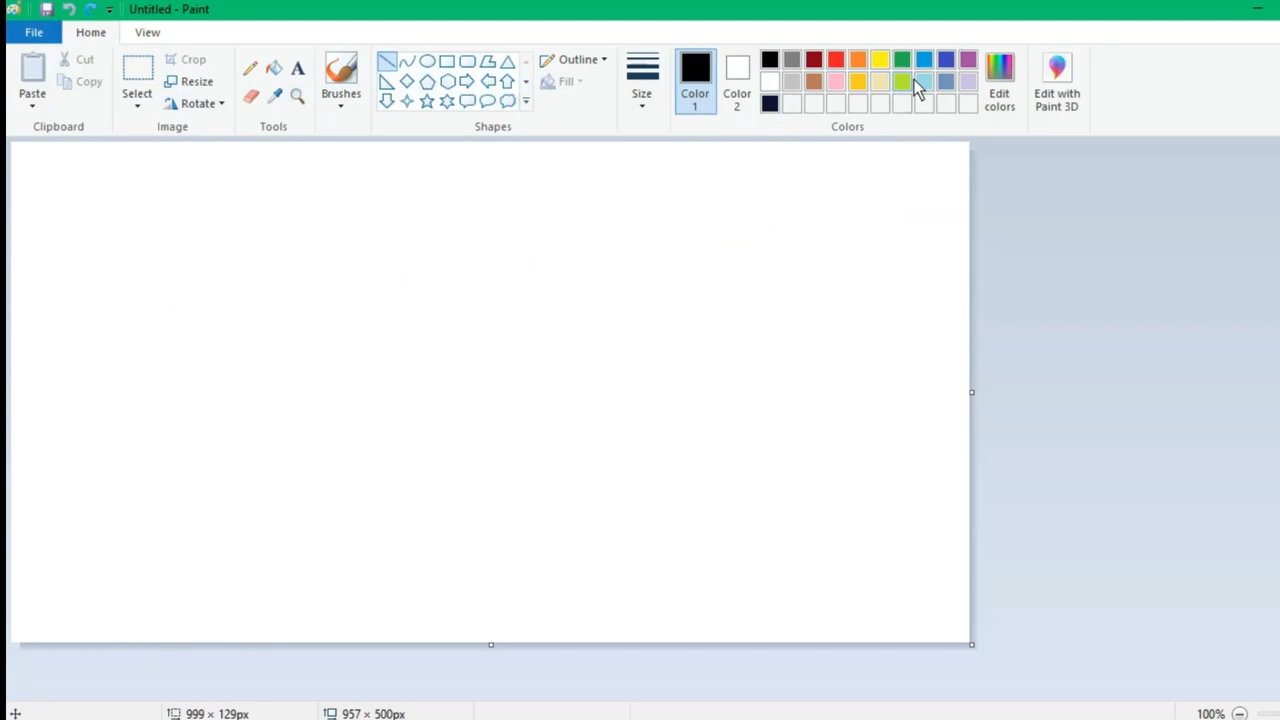 Untitled - Paint
File Home View
Paste
Cut
Copy
Clipboard
Select
Crop
Resize
Rotate
Image
A
Tools
Brushes
Outline
Fill
Shapes
Size
Color 1
Color 2
Colors
Edit colors
Edit with Paint 3D
999 × 129px
957 × 500px
100%